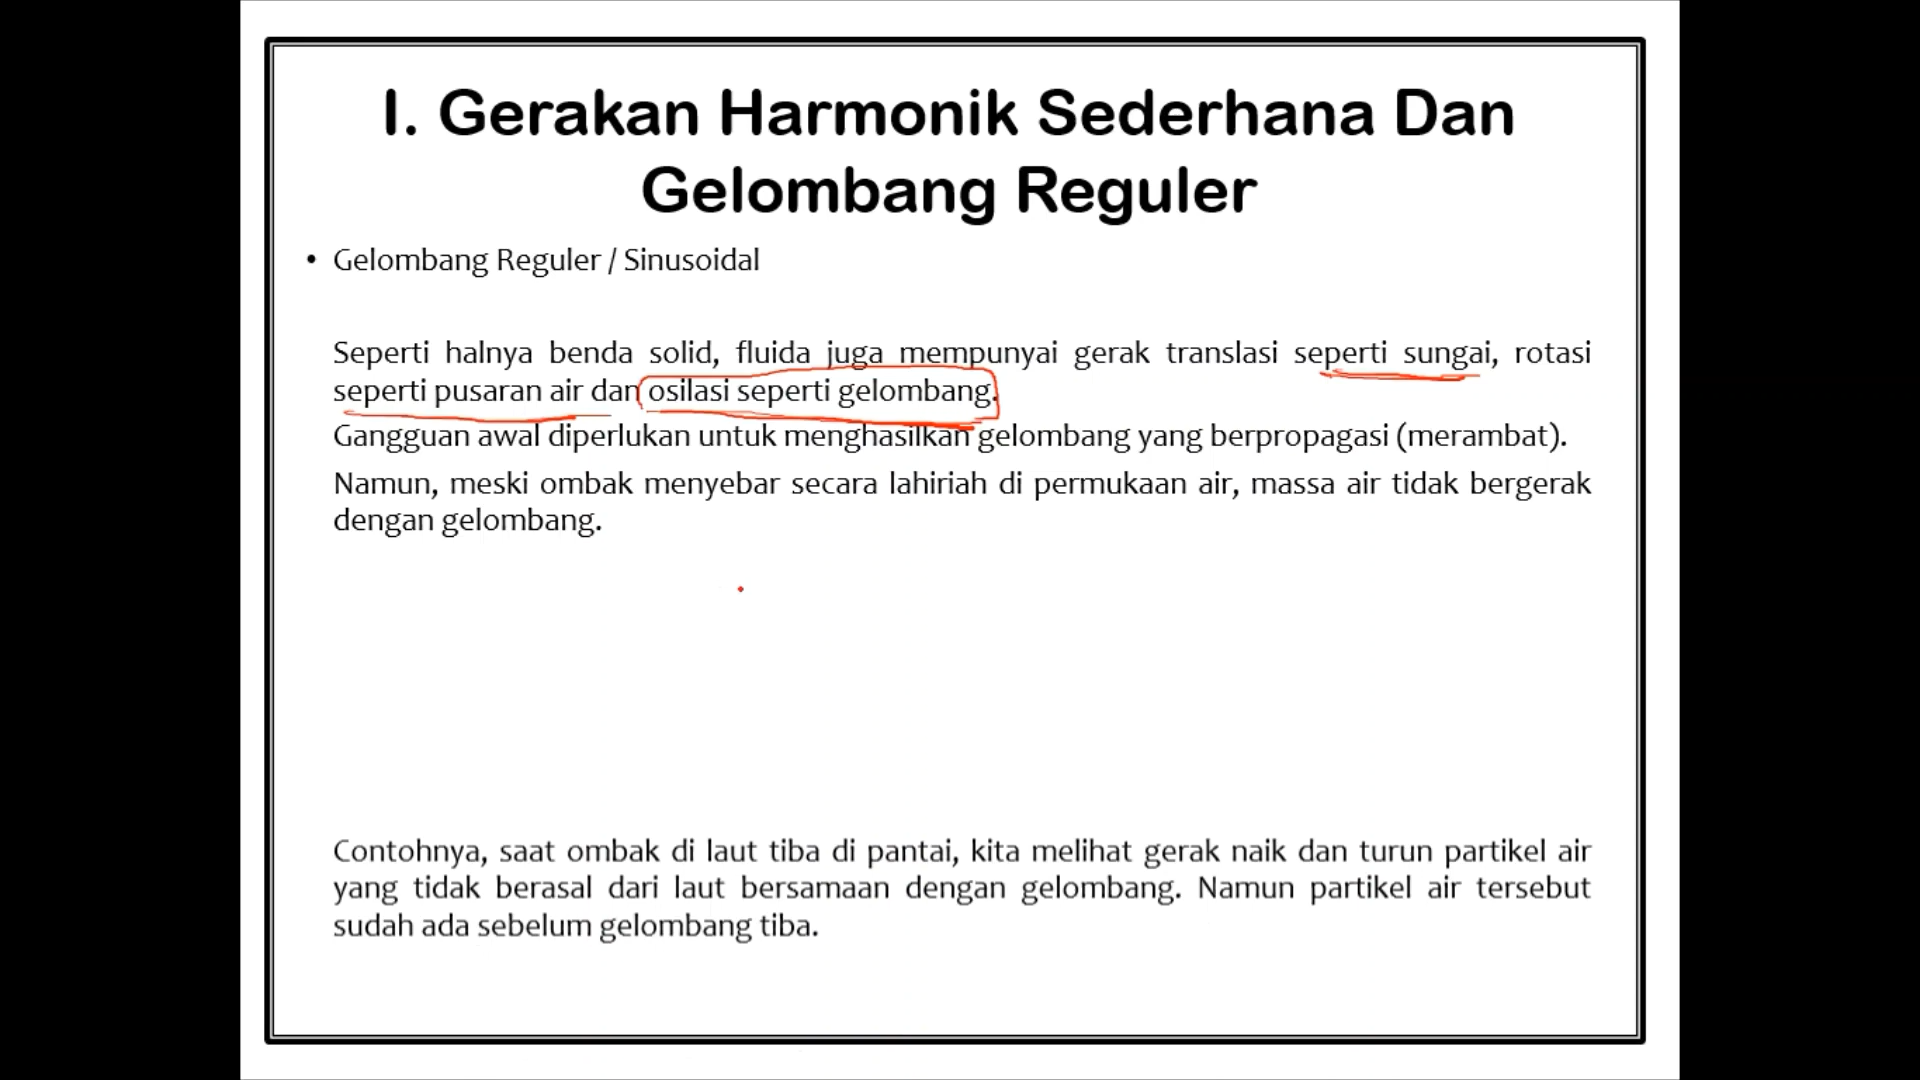 I. Gerakan Harmonik Sederhana Dan
Gelombang Reguler
• Gelombang Reguler / Sinusoidal
Seperti halnya benda solid, fluida juga mempunyai gerak translasi seperti sungai, rotasi
seperti pusaran air dan osilasi seperti gelombang.
Gangguan awal diperlukan untuk menghasilkan gelombang yang berpropagasi (merambat).
Namun, meski ombak menyebar secara lahiriah di permukaan air, massa air tidak bergerak
dengan gelombang.
Contohnya, saat ombak di laut tiba di pantai, kita melihat gerak naik dan turun partikel air
yang tidak berasal dari laut bersamaan dengan gelombang. Namun partikel air tersebut
sudah ada sebelum gelombang tiba.